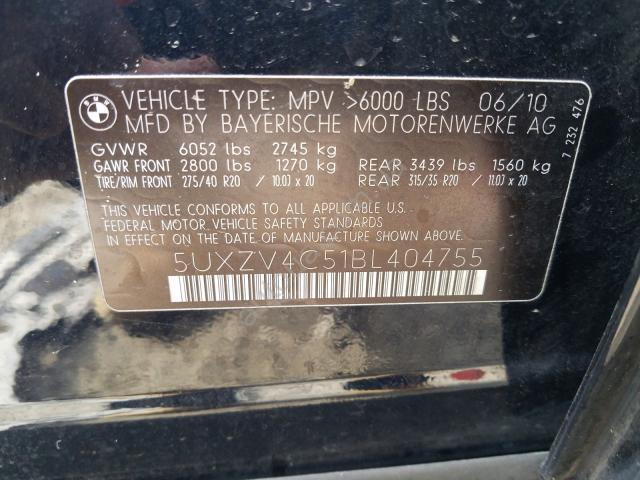 BMW
VEHICLE TYPE: MPV >6000 LBS 06/10
MFD BY BAYERISCHE MOTORENWERKE AG
GVWR 6052 lbs 2745 kg
GAWR FRONT 2800 lbs 1270 kg REAR 3439 lbs 1560 kg
TIRE/RIM FRONT 275/40 R20 / 10.0J x 20 REAR 315/35 R20 / 11.0J x 20
THIS VEHICLE CONFORMS TO ALL APPLICABLE U.S.
FEDERAL MOTOR VEHICLE SAFETY STANDARDS
IN EFFECT ON THE DATE OF MANUFACTURE SHOWN ABOVE
5UXZV4C51BL404755
7 232 476